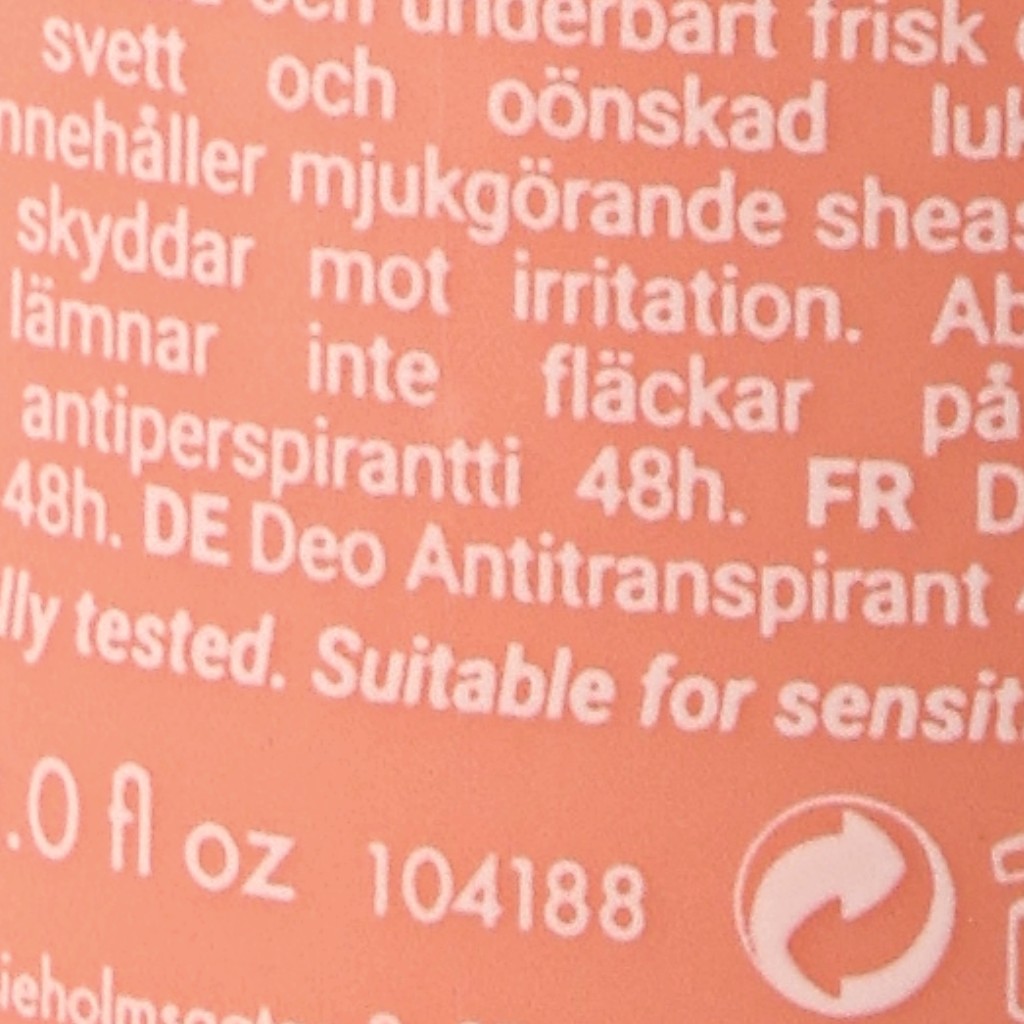 och underbart frisk
svett och oönskad luk
nnehåller mjukgörande sheas
skyddar mot irritation. Ab
lämnar inte fläckar på
antiperspirantti 48h. FR D
48h. DE Deo Antitranspirant
lly tested. Suitable for sensit
.0 fl oz 104188